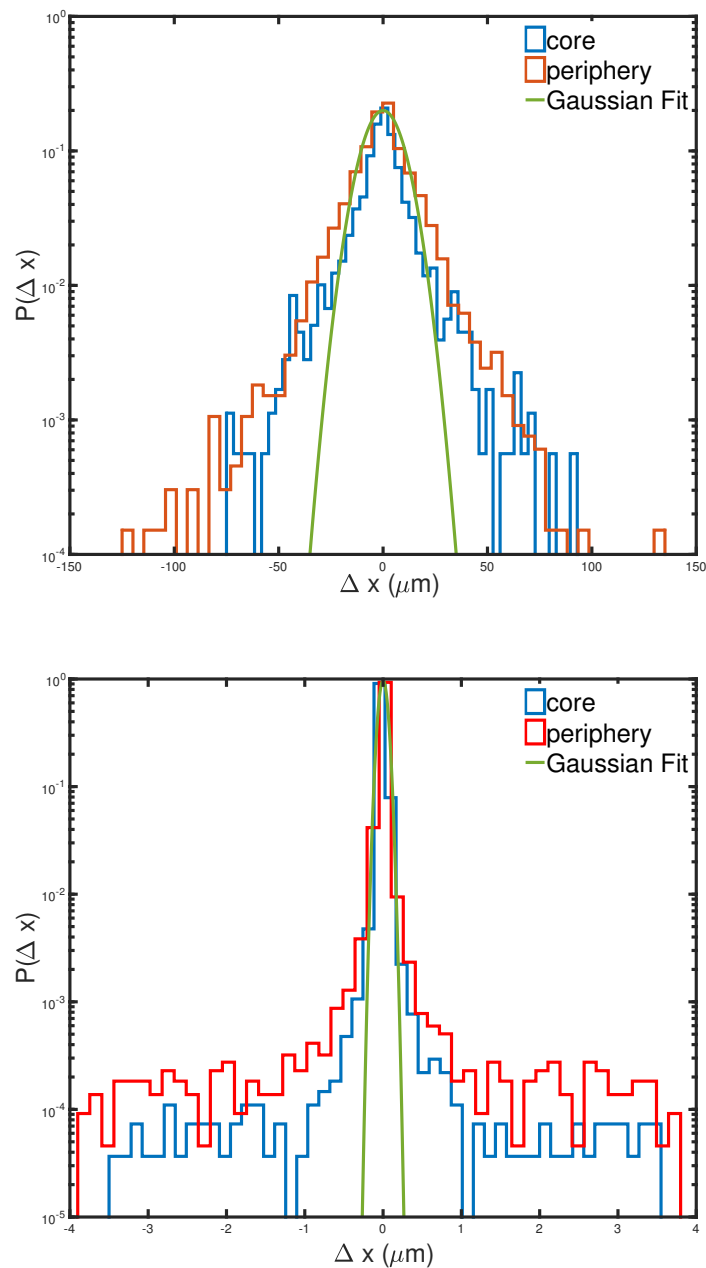 10^0
core
periphery
Gaussian Fit
10^-1
10^-2
10^-3
10^-4
P(Δ x)
-150 -100 -50 0 50 100 150
Δ x (μm)
10^0
core
periphery
Gaussian Fit
10^-1
10^-2
10^-3
10^-4
10^-5
P(Δ x)
-4 -3 -2 -1 0 1 2 3 4
Δ x (μm)